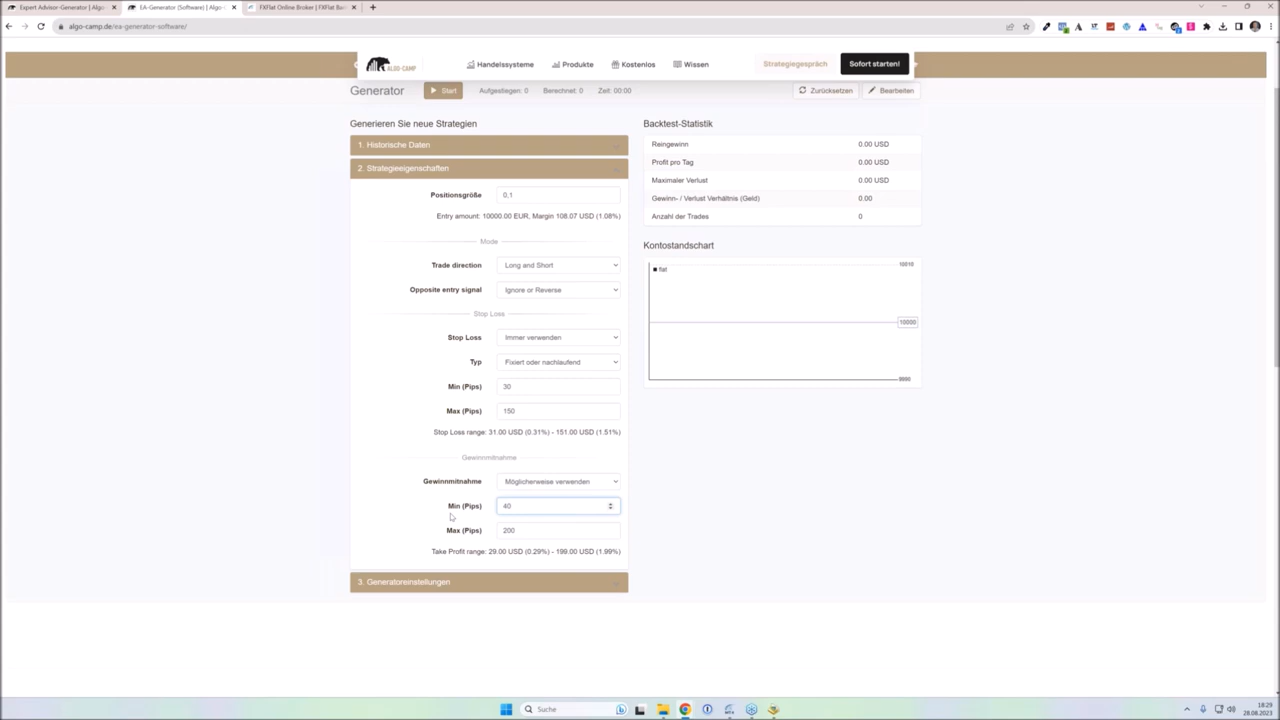 Expert Advisor-Generator | Algo-
EA-Generator (Software) | Algo-
FXFlat Online Broker | FXFlat Ban
algo-camp.de/ea-generator-software/
ALGO-CAMP
Handelssysteme
Produkte
Kostenlos
Wissen
Strategiegespräch
Sofort starten!
Generator
Start
Aufgestiegen: 0
Berechnet: 0
Zeit: 00:00
Zurücksetzen
Bearbeiten
Generieren Sie neue Strategien
1. Historische Daten
2. Strategieeigenschaften
Positionsgröße 0,1
Entry amount: 10000.00 EUR, Margin 108.07 USD (1.08%)
Mode
Trade direction Long and Short
Opposite entry signal Ignore or Reverse
Stop Loss
Stop Loss Immer verwenden
Typ Fixiert oder nachlaufend
Min (Pips) 30
Max (Pips) 150
Stop Loss range: 31.00 USD (0.31%) - 151.00 USD (1.51%)
Gewinnmitnahme
Gewinnmitnahme Möglicherweise verwenden
Min (Pips) 40
Max (Pips) 200
Take Profit range: 29.00 USD (0.29%) - 199.00 USD (1.99%)
3. Generatoreinstellungen
Backtest-Statistik
Reingewinn 0.00 USD
Profit pro Tag 0.00 USD
Maximaler Verlust 0.00 USD
Gewinn- / Verlust Verhältnis (Geld) 0.00
Anzahl der Trades 0
Kontostandschart
flat
10010
10000
Suche
18:29
28.08.2023